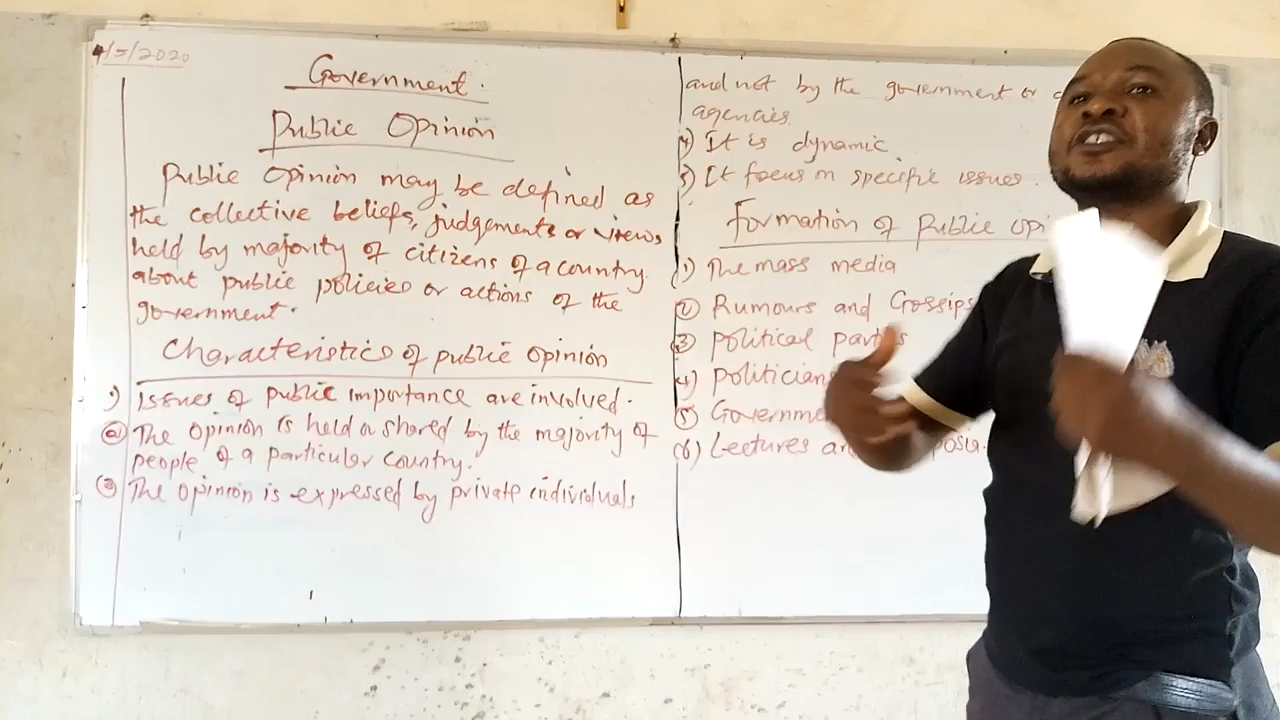 4/5/2020
Government.
Public Opinion
Public Opinion may be defined as
the collective beliefs, judgements or views
held by majority of citizens of a country
about public policies or actions of the
government.
Characteristics of public opinion
1) Issues of public importance are involved.
② The opinion is held or shared by the majority of
people of a particular country.
③ The opinion is expressed by private individuals
and not by the government or
agencies.
4) It is dynamic
5) It focus on specific issues.
Formation of Public
(1) The mass media
② Rumours and Gossips
③ Political parties
(4) Politicians
⑤
(6) Lectures